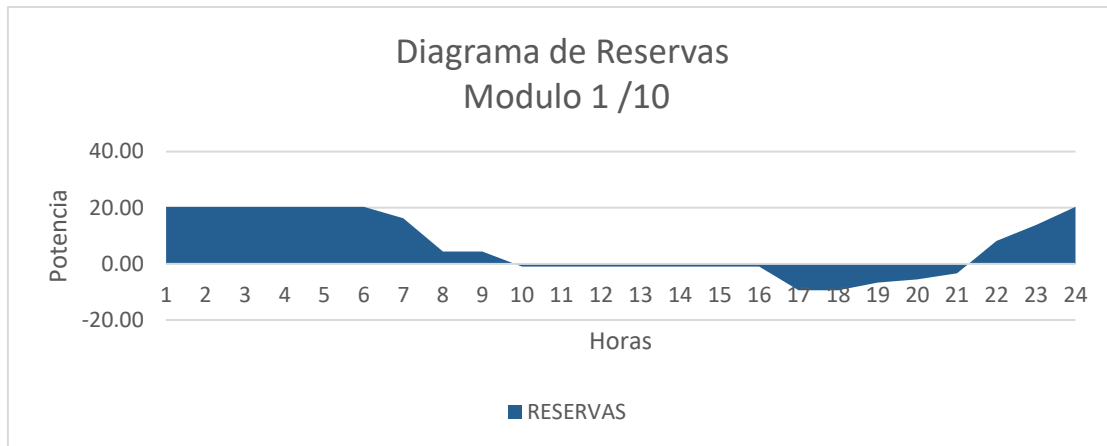 Diagrama de Reservas
Modulo 1 /10
40.00
20.00
0.00
-20.00
Potencia
1 2 3 4 5 6 7 8 9 10 11 12 13 14 15 16 17 18 19 20 21 22 23 24
Horas
RESERVAS